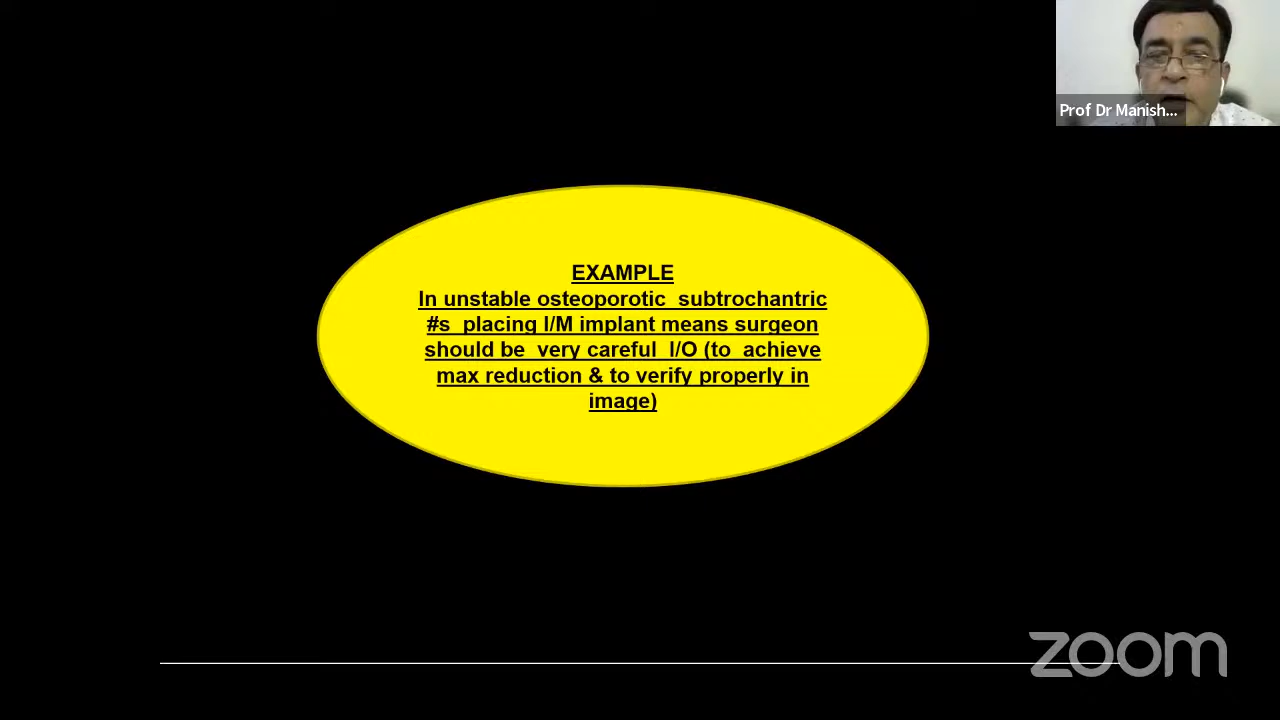 Prof Dr Manish...
EXAMPLE
In unstable osteoporotic subtrochantric
#s placing I/M implant means surgeon
should be very careful I/O (to achieve
max reduction & to verify properly in
image)
zoom